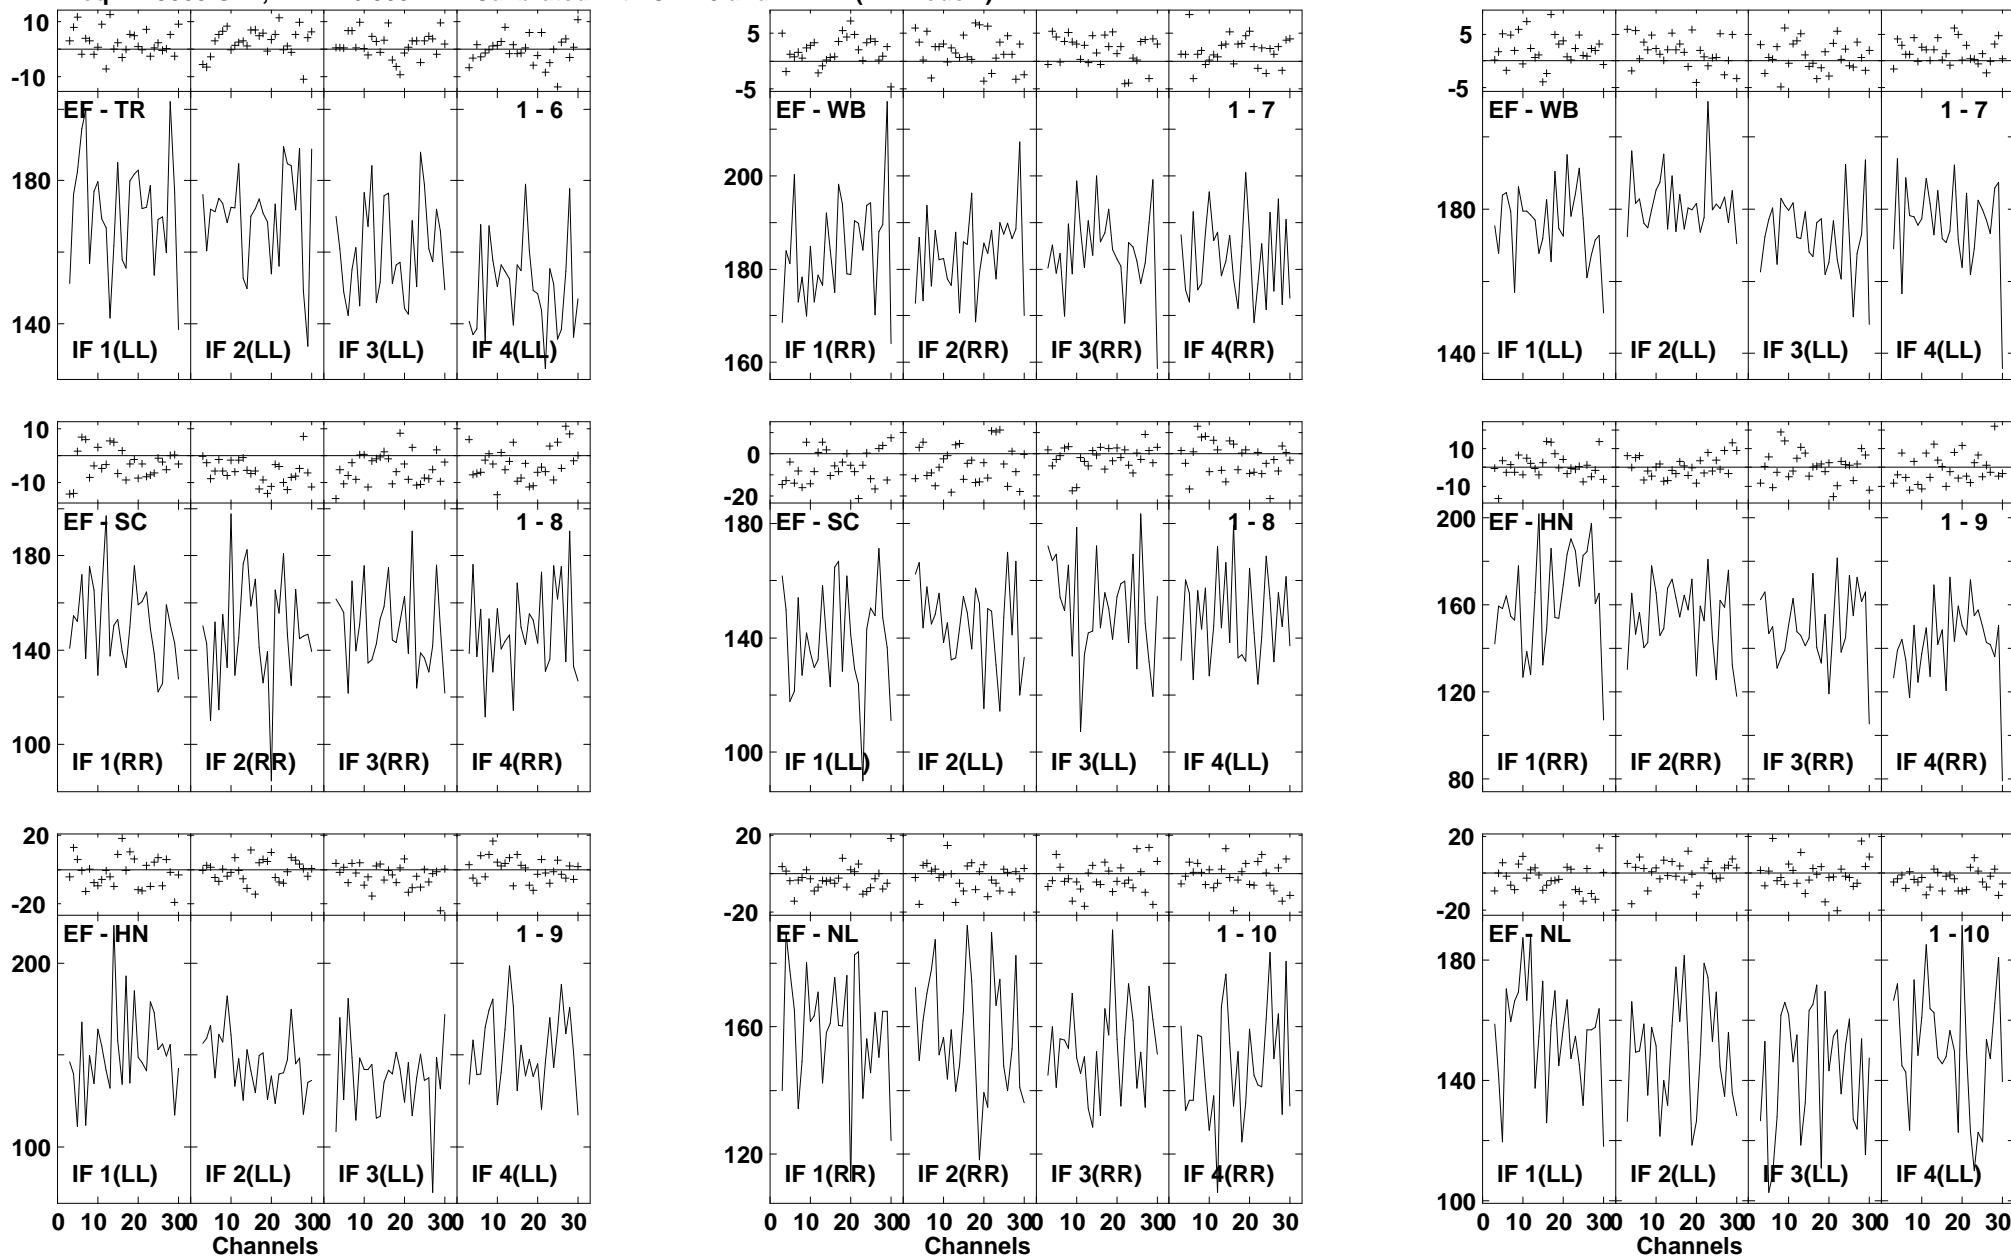 10
-10
EF - TR 1 - 6
180
140
IF 1(LL) IF 2(LL) IF 3(LL) IF 4(LL)
5
-5
EF - WB 1 - 7
200
180
160
IF 1(RR) IF 2(RR) IF 3(RR) IF 4(RR)
5
-5
EF - WB 1 - 7
180
140
IF 1(LL) IF 2(LL) IF 3(LL) IF 4(LL)
10
-10
EF - SC 1 - 8
180
140
100
IF 1(RR) IF 2(RR) IF 3(RR) IF 4(RR)
0
-20
EF - SC 1 - 8
180
140
100
IF 1(LL) IF 2(LL) IF 3(LL) IF 4(LL)
10
-10
EF - HN 1 - 9
200
160
120
80
IF 1(RR) IF 2(RR) IF 3(RR) IF 4(RR)
20
-20
EF - HN 1 - 9
200
100
IF 1(LL) IF 2(LL) IF 3(LL) IF 4(LL)
0 10 20 300 10 20 300 10 20 300 10 20 30
Channels
20
-20
EF - NL 1 - 10
160
120
IF 1(RR) IF 2(RR) IF 3(RR) IF 4(RR)
0 10 20 300 10 20 300 10 20 300 10 20 30
Channels
20
-20
EF - NL 1 - 10
180
140
100
IF 1(LL) IF 2(LL) IF 3(LL) IF 4(LL)
0 10 20 300 10 20 300 10 20 300 10 20 30
Channels